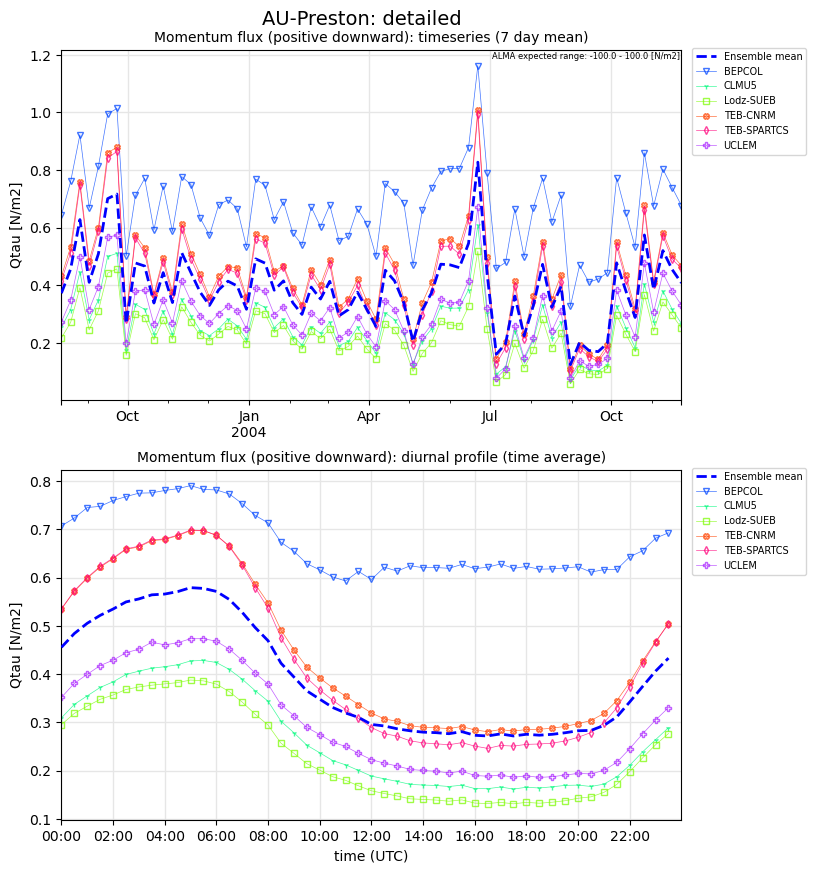 AU-Preston: detailed
Momentum flux (positive downward): timeseries (7 day mean)
ALMA expected range: -100.0 - 100.0 [N/m2]
Qtau [N/m2]
1.2
1.0
0.8
0.6
0.4
0.2
Oct
Jan
2004
Apr
Jul
Oct
Ensemble mean
BEPCOL
CLMU5
Lodz-SUEB
TEB-CNRM
TEB-SPARTCS
UCLEM
Momentum flux (positive downward): diurnal profile (time average)
Qtau [N/m2]
0.8
0.7
0.6
0.5
0.4
0.3
0.2
0.1
00:00
02:00
04:00
06:00
08:00
10:00
12:00
14:00
16:00
18:00
20:00
22:00
time (UTC)
Ensemble mean
BEPCOL
CLMU5
Lodz-SUEB
TEB-CNRM
TEB-SPARTCS
UCLEM